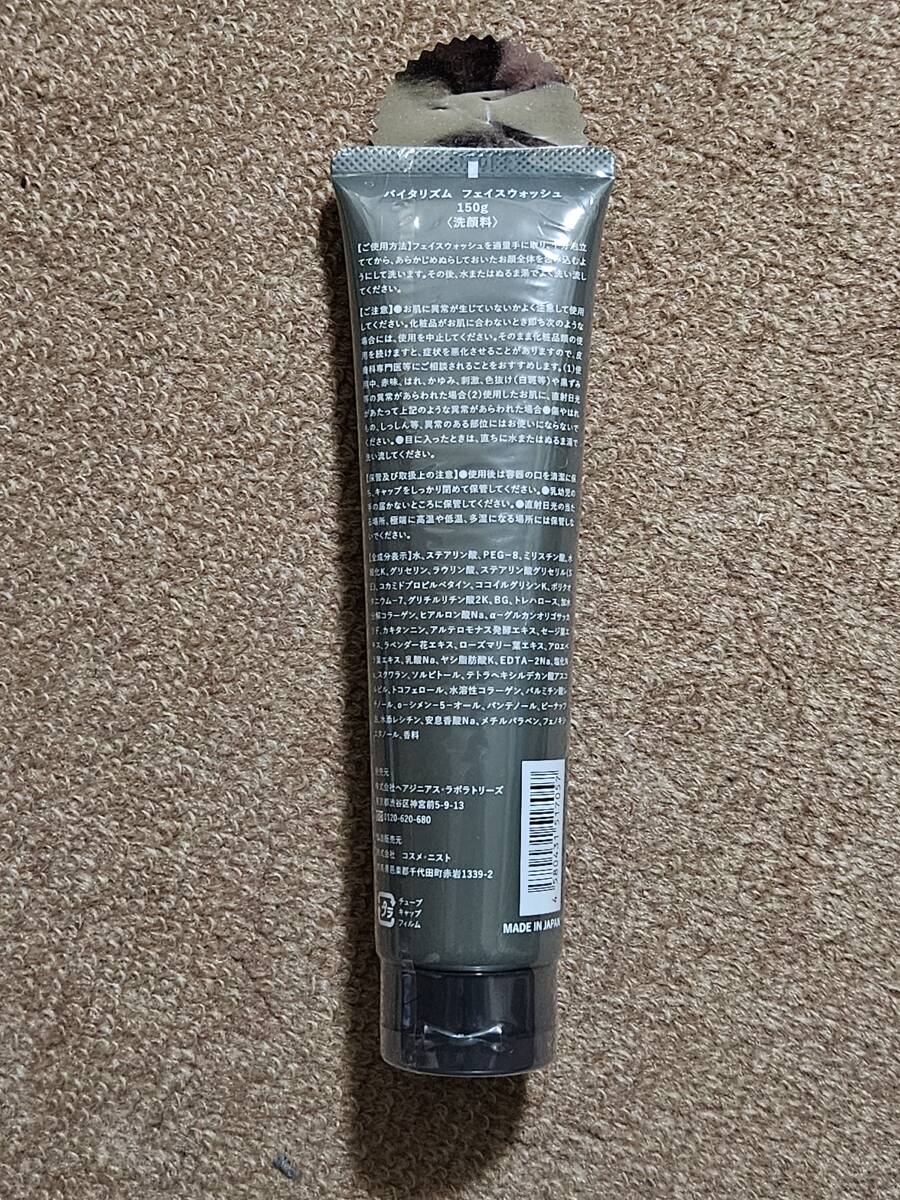 バイタリズム フェイスウォッシュ
150g
〈洗顔料〉
【ご使用方法】フェイスウォッシュを適量手に取り、十分泡立
ててから、あらかじめぬらしておいたお顔全体を包み込むよ
うにして洗います。その後、水またはぬるま湯でよく洗い流し
てください。
【ご注意】●お肌に異常が生じていないかよく注意して使用
してください。化粧品がお肌に合わないとき即ち次のような
場合には、使用を中止してください。そのまま化粧品類の使
用を続けますと、症状を悪化させることがありますので、皮
膚科専門医等にご相談されることをおすすめします。(1)使
用中、赤味、はれ、かゆみ、刺激、色抜け(白斑等)や黒ずみ
等の異常があらわれた場合(2)使用したお肌に、直射日光
があたって上記のような異常があらわれた場合●傷やはれ
もの、しっしん等、異常のある部位にはお使いにならないで
ください。●目に入ったときは、直ちに水またはぬるま湯で
洗い流してください。
【保管及び取扱上の注意】●使用後は容器の口を清潔に保
ち、キャップをしっかり閉めて保管してください。●乳幼児の
手の届かないところに保管してください。●直射日光の当た
る場所、極端に高温や低温、多湿になる場所には保管しな
いでください。
【全成分表示】水、ステアリン酸、PEG-8、ミリスチン酸、水
酸化K、グリセリン、ラウリン酸、ステアリン酸グリセリル(S
E)、コカミドプロピルベタイン、ココイルグリシンK、ポリクオ
タニウム-7、グリチルリチン酸2K、BG、トレハロース、加水
分解コラーゲン、ヒアルロン酸Na、α-グルカンオリゴサッカ
リド、カキタンニン、アルテロモナス発酵エキス、セージ葉エ
キス、ラベンダー花エキス、ローズマリー葉エキス、アロエベ
ラ葉エキス、乳酸Na、ヤシ脂肪酸K、EDTA-2Na、塩化
、スクワラン、ソルビトール、テトラヘキシルデカン酸アスコ
ルビル、トコフェロール、水溶性コラーゲン、パルミチン酸レ
チノール、o-シメン-5-オール、パンテノール、ピーナッツ
油、水添レシチン、安息香酸Na、メチルパラベン、フェノキシ
エタノール、香料
発売元
株式会社ヘアジニアス・ラボラトリーズ
東京都渋谷区神宮前5-9-13
0120-620-680
製造販売元
株式会社 コスメ・ニスト
邑楽郡千代田町赤岩1339-2
プラ
チューブ
キャップ
フィルム
4 580431 517057
MADE IN JAPAN